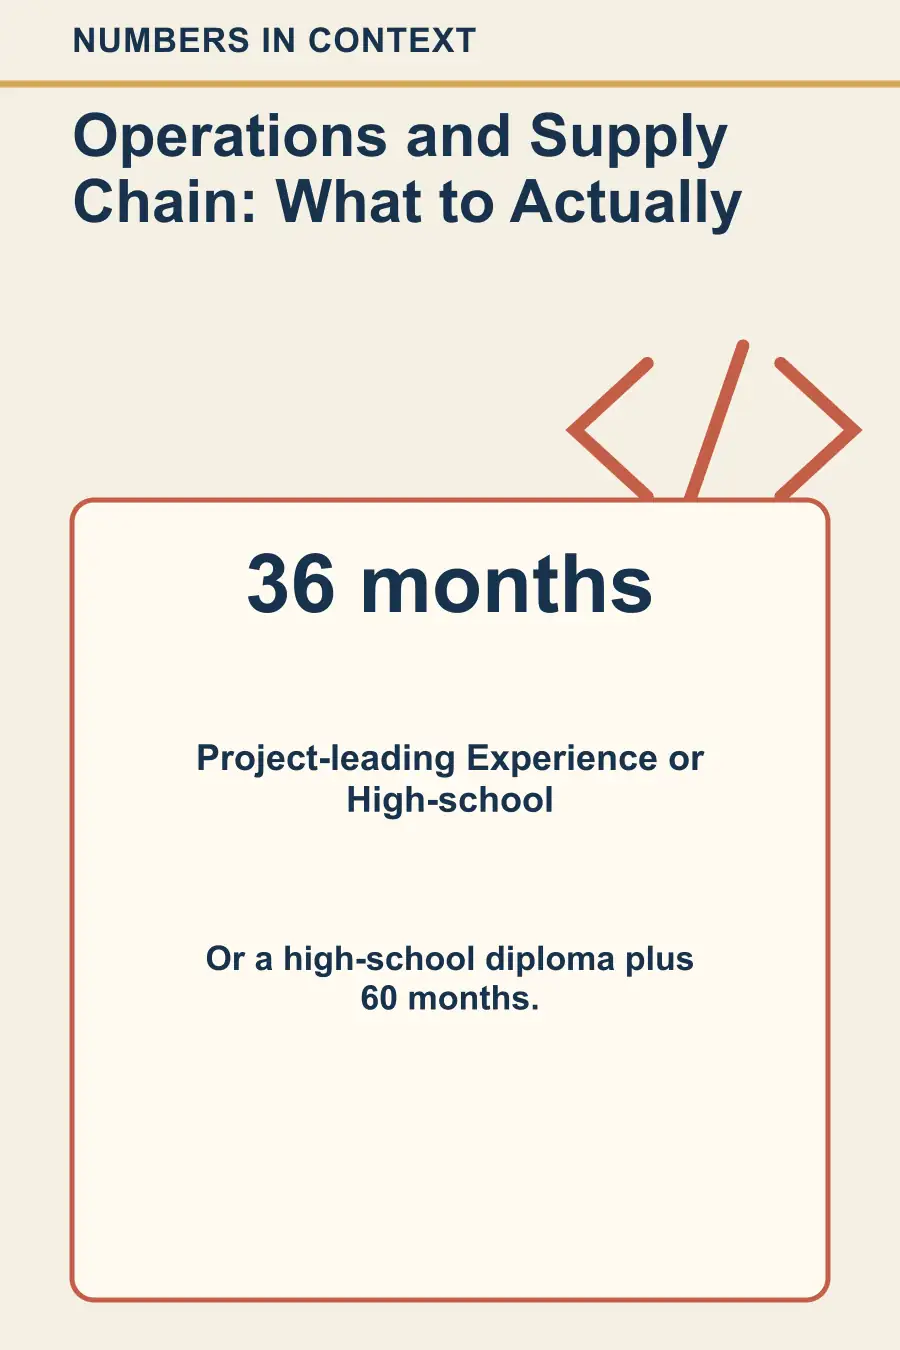 NUMBERS IN CONTEXT
Operations and Supply
Chain: What to Actually
36 months
Project-leading Experience or
High-school
Or a high-school diploma plus
60 months.